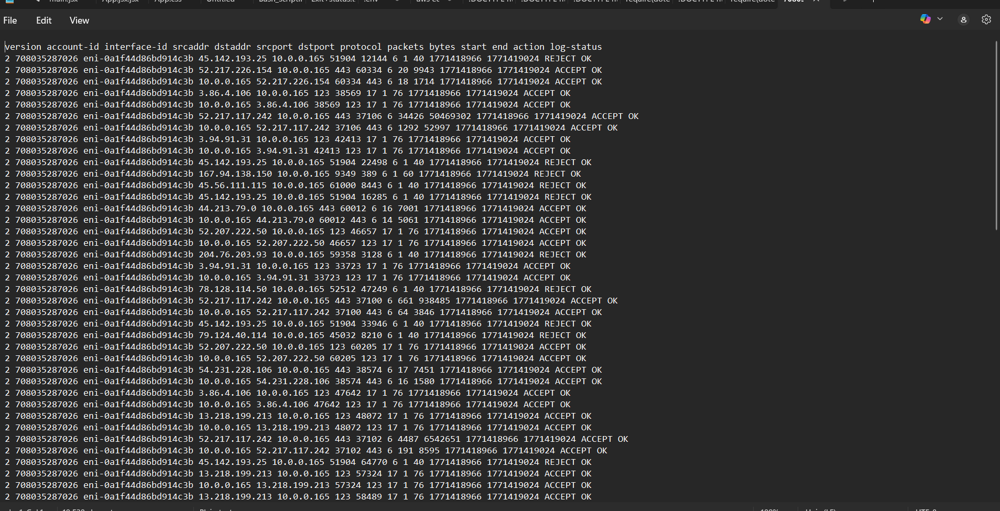 File Edit View
version account-id interface-id srcaddr dstaddr srcport dstport protocol packets bytes start end action log-status
2 708035287026 eni-0a1f44d86bd914c3b 45.142.193.25 10.0.0.165 51904 12144 6 1 40 1771418966 1771419024 REJECT OK
2 708035287026 eni-0a1f44d86bd914c3b 52.217.226.154 10.0.0.165 443 60334 6 20 9943 1771418966 1771419024 ACCEPT OK
2 708035287026 eni-0a1f44d86bd914c3b 10.0.0.165 52.217.226.154 60334 443 6 18 1714 1771418966 1771419024 ACCEPT OK
2 708035287026 eni-0a1f44d86bd914c3b 3.86.4.106 10.0.0.165 123 38569 17 1 76 1771418966 1771419024 ACCEPT OK
2 708035287026 eni-0a1f44d86bd914c3b 10.0.0.165 3.86.4.106 38569 123 17 1 76 1771418966 1771419024 ACCEPT OK
2 708035287026 eni-0a1f44d86bd914c3b 52.217.117.242 10.0.0.165 443 37106 6 34426 50469302 1771418966 1771419024 ACCEPT OK
2 708035287026 eni-0a1f44d86bd914c3b 10.0.0.165 52.217.117.242 37106 443 6 1292 52997 1771418966 1771419024 ACCEPT OK
2 708035287026 eni-0a1f44d86bd914c3b 3.94.91.31 10.0.0.165 123 42413 17 1 76 1771418966 1771419024 ACCEPT OK
2 708035287026 eni-0a1f44d86bd914c3b 10.0.0.165 3.94.91.31 42413 123 17 1 76 1771418966 1771419024 ACCEPT OK
2 708035287026 eni-0a1f44d86bd914c3b 45.142.193.25 10.0.0.165 51904 22498 6 1 40 1771418966 1771419024 REJECT OK
2 708035287026 eni-0a1f44d86bd914c3b 167.94.138.150 10.0.0.165 9349 389 6 1 60 1771418966 1771419024 REJECT OK
2 708035287026 eni-0a1f44d86bd914c3b 45.56.111.115 10.0.0.165 61000 8443 6 1 40 1771418966 1771419024 REJECT OK
2 708035287026 eni-0a1f44d86bd914c3b 45.142.193.25 10.0.0.165 51904 16285 6 1 40 1771418966 1771419024 REJECT OK
2 708035287026 eni-0a1f44d86bd914c3b 44.213.79.0 10.0.0.165 443 60012 6 16 7001 1771418966 1771419024 ACCEPT OK
2 708035287026 eni-0a1f44d86bd914c3b 10.0.0.165 44.213.79.0 60012 443 6 14 5061 1771418966 1771419024 ACCEPT OK
2 708035287026 eni-0a1f44d86bd914c3b 52.207.222.50 10.0.0.165 123 46657 17 1 76 1771418966 1771419024 ACCEPT OK
2 708035287026 eni-0a1f44d86bd914c3b 10.0.0.165 52.207.222.50 46657 123 17 1 76 1771418966 1771419024 ACCEPT OK
2 708035287026 eni-0a1f44d86bd914c3b 204.76.203.93 10.0.0.165 59358 3128 6 1 40 1771418966 1771419024 REJECT OK
2 708035287026 eni-0a1f44d86bd914c3b 3.94.91.31 10.0.0.165 123 33723 17 1 76 1771418966 1771419024 ACCEPT OK
2 708035287026 eni-0a1f44d86bd914c3b 10.0.0.165 3.94.91.31 33723 123 17 1 76 1771418966 1771419024 ACCEPT OK
2 708035287026 eni-0a1f44d86bd914c3b 78.128.114.50 10.0.0.165 52512 47249 6 1 40 1771418966 1771419024 REJECT OK
2 708035287026 eni-0a1f44d86bd914c3b 52.217.117.242 10.0.0.165 443 37100 6 661 938485 1771418966 1771419024 ACCEPT OK
2 708035287026 eni-0a1f44d86bd914c3b 10.0.0.165 52.217.117.242 37100 443 6 64 3846 1771418966 1771419024 ACCEPT OK
2 708035287026 eni-0a1f44d86bd914c3b 45.142.193.25 10.0.0.165 51904 33946 6 1 40 1771418966 1771419024 REJECT OK
2 708035287026 eni-0a1f44d86bd914c3b 79.124.40.114 10.0.0.165 45032 8210 6 1 40 1771418966 1771419024 REJECT OK
2 708035287026 eni-0a1f44d86bd914c3b 52.207.222.50 10.0.0.165 123 60205 17 1 76 1771418966 1771419024 ACCEPT OK
2 708035287026 eni-0a1f44d86bd914c3b 10.0.0.165 52.207.222.50 60205 123 17 1 76 1771418966 1771419024 ACCEPT OK
2 708035287026 eni-0a1f44d86bd914c3b 54.231.228.106 10.0.0.165 443 38574 6 17 7451 1771418966 1771419024 ACCEPT OK
2 708035287026 eni-0a1f44d86bd914c3b 10.0.0.165 54.231.228.106 38574 443 6 16 1580 1771418966 1771419024 ACCEPT OK
2 708035287026 eni-0a1f44d86bd914c3b 3.86.4.106 10.0.0.165 123 47642 17 1 76 1771418966 1771419024 ACCEPT OK
2 708035287026 eni-0a1f44d86bd914c3b 10.0.0.165 3.86.4.106 47642 123 17 1 76 1771418966 1771419024 ACCEPT OK
2 708035287026 eni-0a1f44d86bd914c3b 13.218.199.213 10.0.0.165 123 48072 17 1 76 1771418966 1771419024 ACCEPT OK
2 708035287026 eni-0a1f44d86bd914c3b 10.0.0.165 13.218.199.213 48072 123 17 1 76 1771418966 1771419024 ACCEPT OK
2 708035287026 eni-0a1f44d86bd914c3b 52.217.117.242 10.0.0.165 443 37102 6 4487 6542651 1771418966 1771419024 ACCEPT OK
2 708035287026 eni-0a1f44d86bd914c3b 10.0.0.165 52.217.117.242 37102 443 6 191 8595 1771418966 1771419024 ACCEPT OK
2 708035287026 eni-0a1f44d86bd914c3b 45.142.193.25 10.0.0.165 51904 64770 6 1 40 1771418966 1771419024 REJECT OK
2 708035287026 eni-0a1f44d86bd914c3b 13.218.199.213 10.0.0.165 123 57324 17 1 76 1771418966 1771419024 ACCEPT OK
2 708035287026 eni-0a1f44d86bd914c3b 10.0.0.165 13.218.199.213 57324 123 17 1 76 1771418966 1771419024 ACCEPT OK
2 708035287026 eni-0a1f44d86bd914c3b 13.218.199.213 10.0.0.165 123 58489 17 1 76 1771418966 1771419024 ACCEPT OK